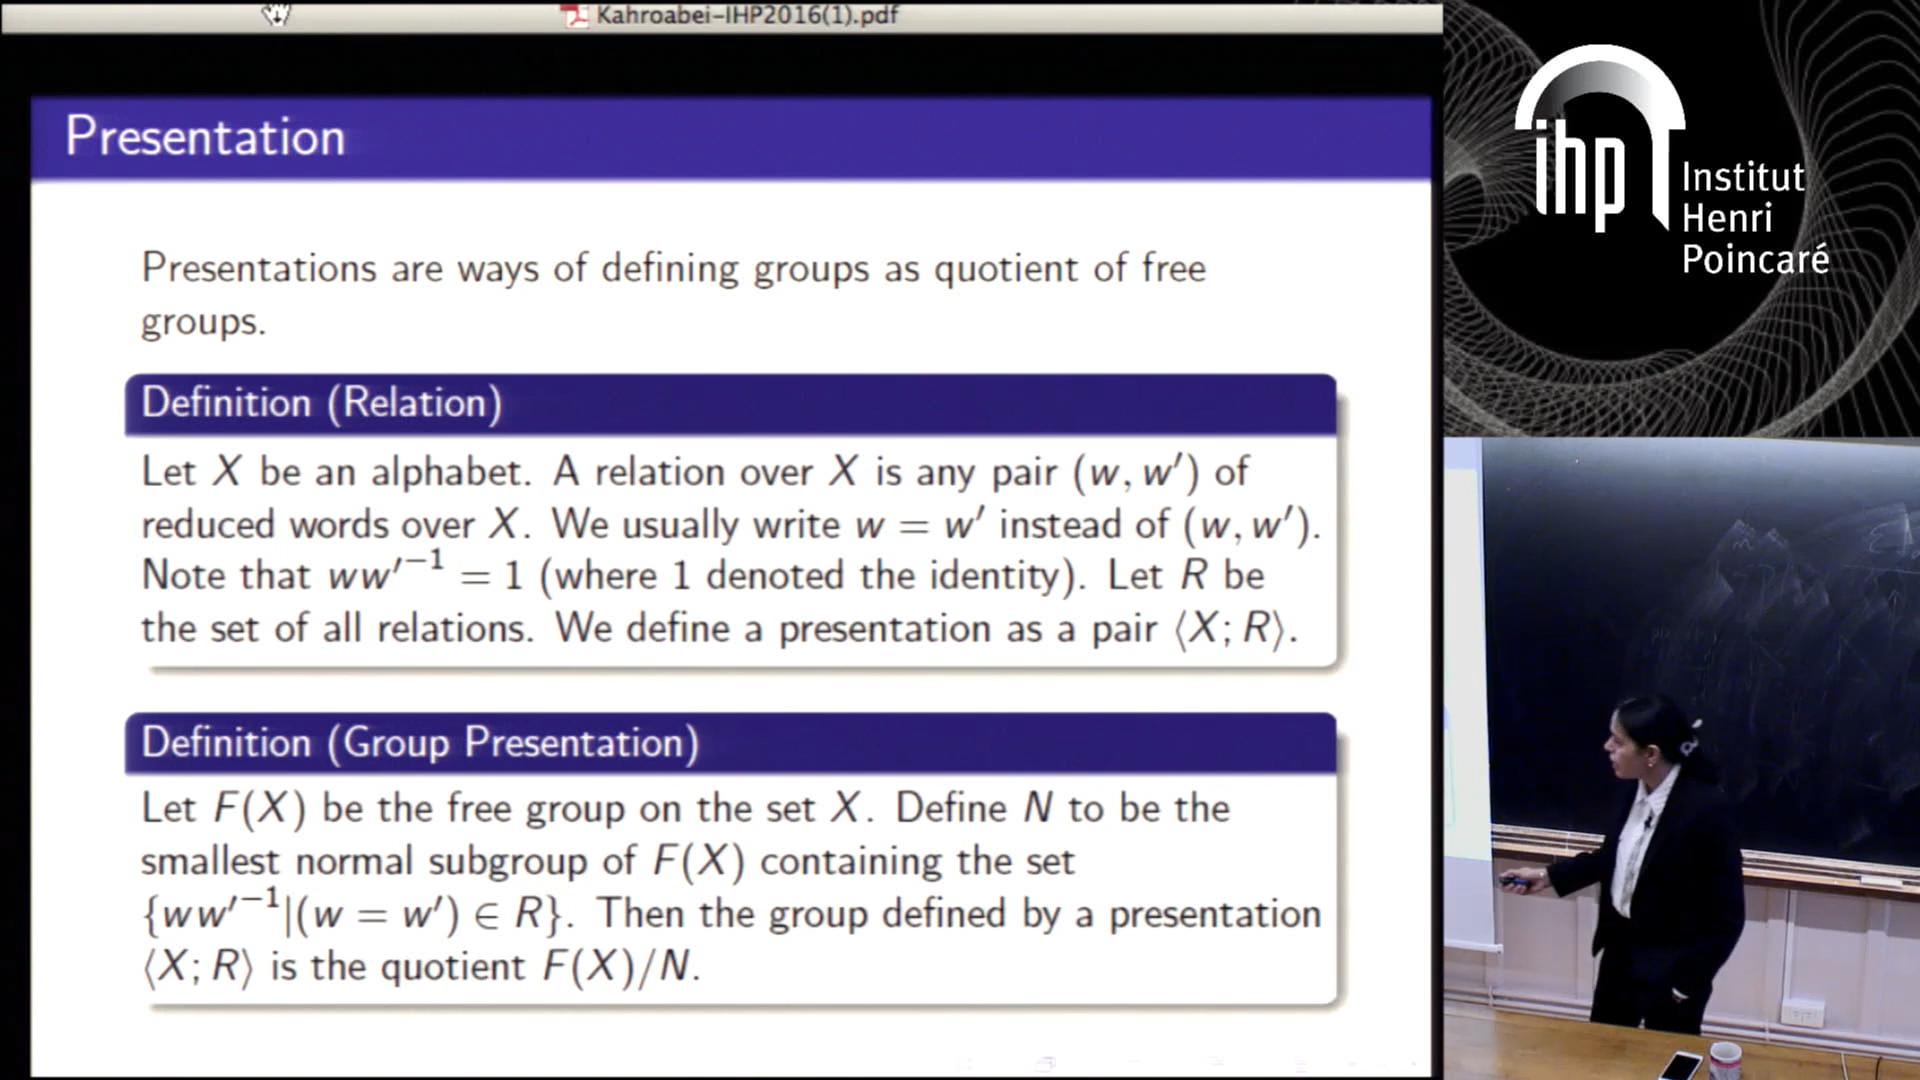 Kahroabei-IHP2016(1).pdf
Presentation
Presentations are ways of defining groups as quotient of free
groups.
Definition (Relation)
Let X be an alphabet. A relation over X is any pair (w, w′) of
reduced words over X. We usually write w = w′ instead of (w, w′).
Note that ww′⁻¹ = 1 (where 1 denoted the identity). Let R be
the set of all relations. We define a presentation as a pair ⟨X; R⟩.
Definition (Group Presentation)
Let F(X) be the free group on the set X. Define N to be the
smallest normal subgroup of F(X) containing the set
{ww′⁻¹|(w = w′) ∈ R}. Then the group defined by a presentation
⟨X; R⟩ is the quotient F(X)/N.
ihp
Institut
Henri
Poincaré